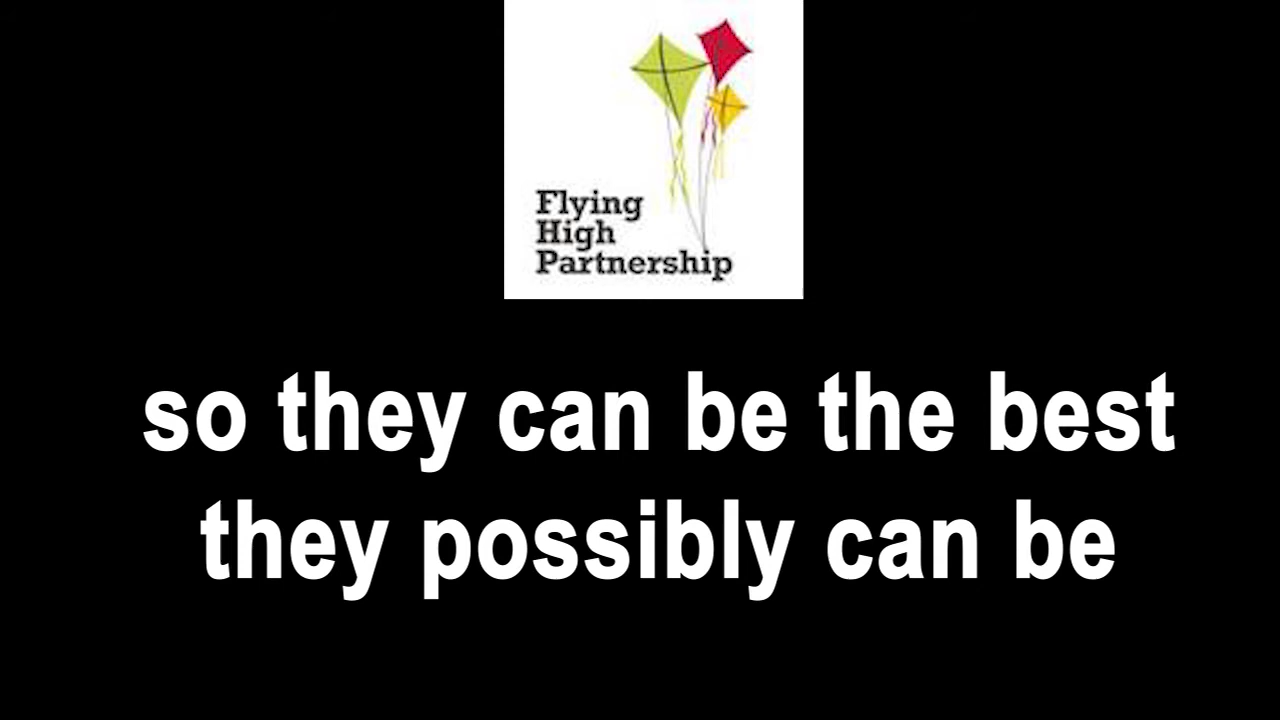 Flying
High
Partnership
so they can be the best
they possibly can be